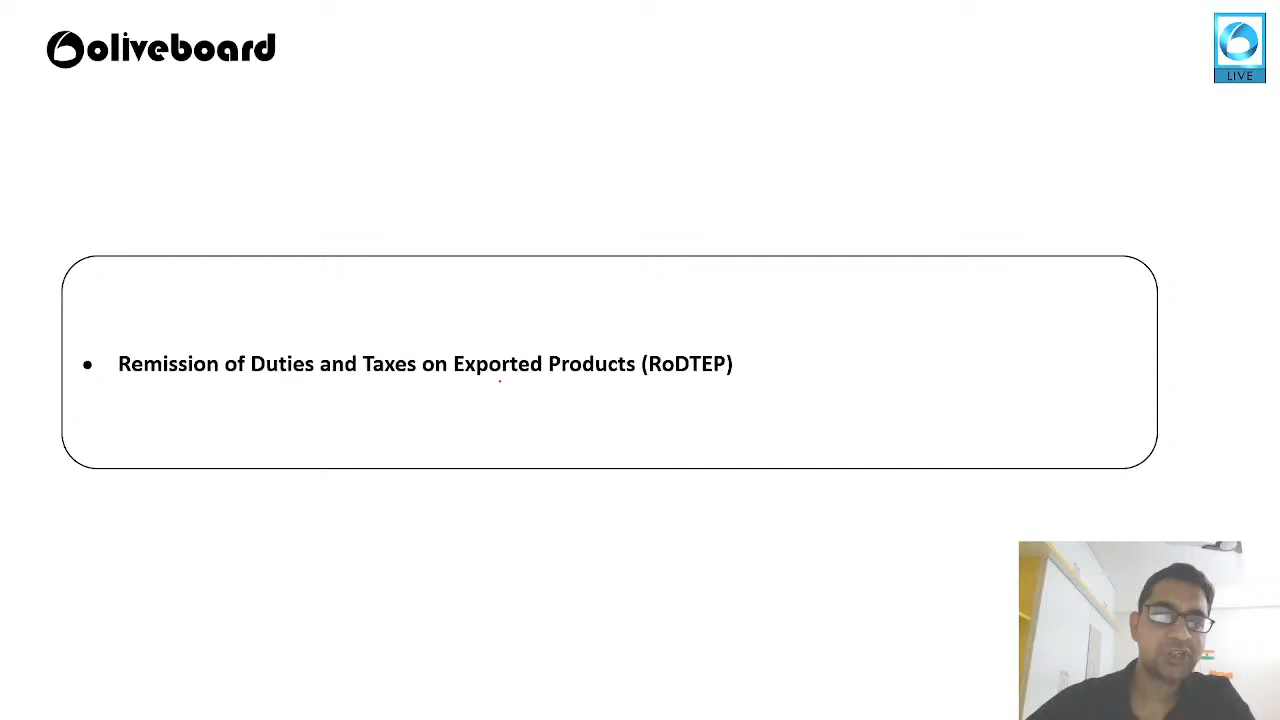 oliveboard
LIVE
● Remission of Duties and Taxes on Exported Products (RoDTEP)